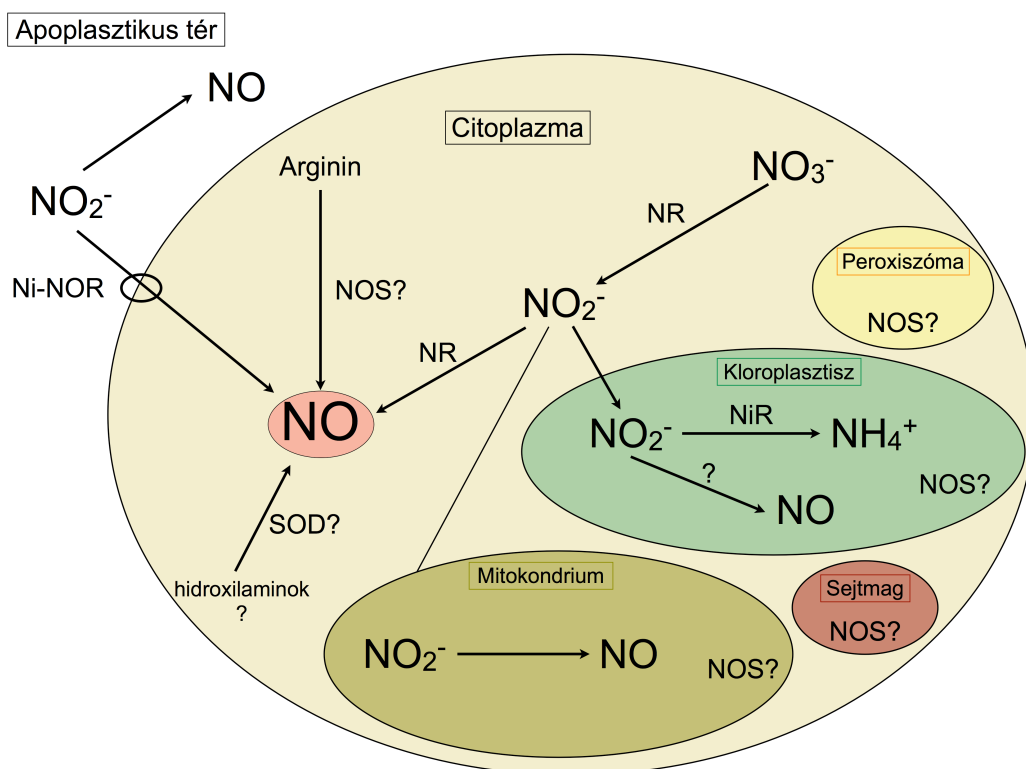 Apoplasztikus tér
NO
NO₂⁻
Ni-NOR
Citoplazma
Arginin
NOS?
NO
SOD?
hidroxilaminok
?
NO₃⁻
NR
NO₂⁻
NR
Peroxiszóma
NOS?
Kloroplasztisz
NO₂⁻
NiR
NH₄⁺
?
NO
NOS?
Mitokondrium
NO₂⁻
NO
NOS?
Sejtmag
NOS?